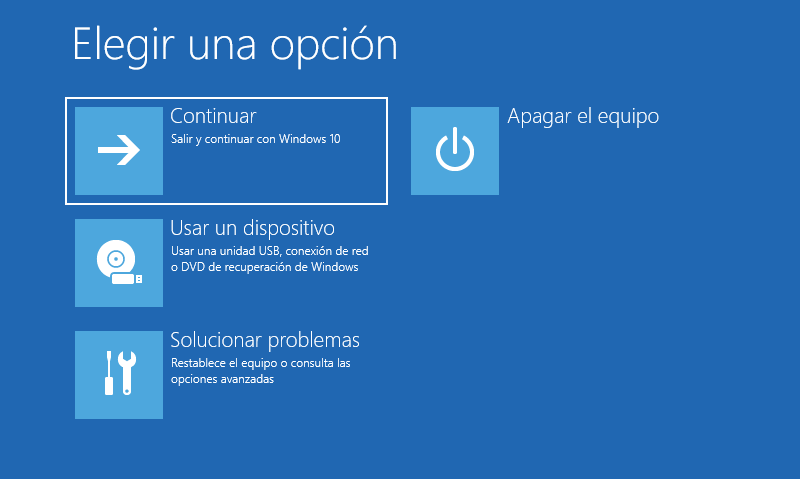 Elegir una opción
Continuar
Salir y continuar con Windows 10
Apagar el equipo
Usar un dispositivo
Usar una unidad USB, conexión de red
o DVD de recuperación de Windows
Solucionar problemas
Restablece el equipo o consulta las
opciones avanzadas